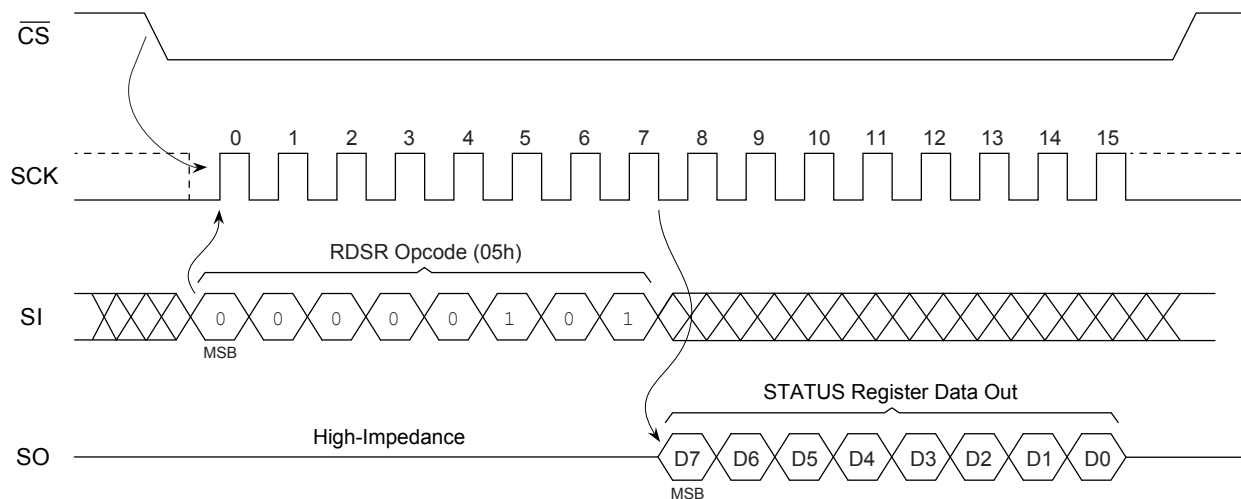 CS
0 1 2 3 4 5 6 7 8 9 10 11 12 13 14 15
SCK
RDSR Opcode (05h)
SI
0 0 0 0 0 1 0 1
MSB
STATUS Register Data Out
High-Impedance
SO
D7 D6 D5 D4 D3 D2 D1 D0
MSB